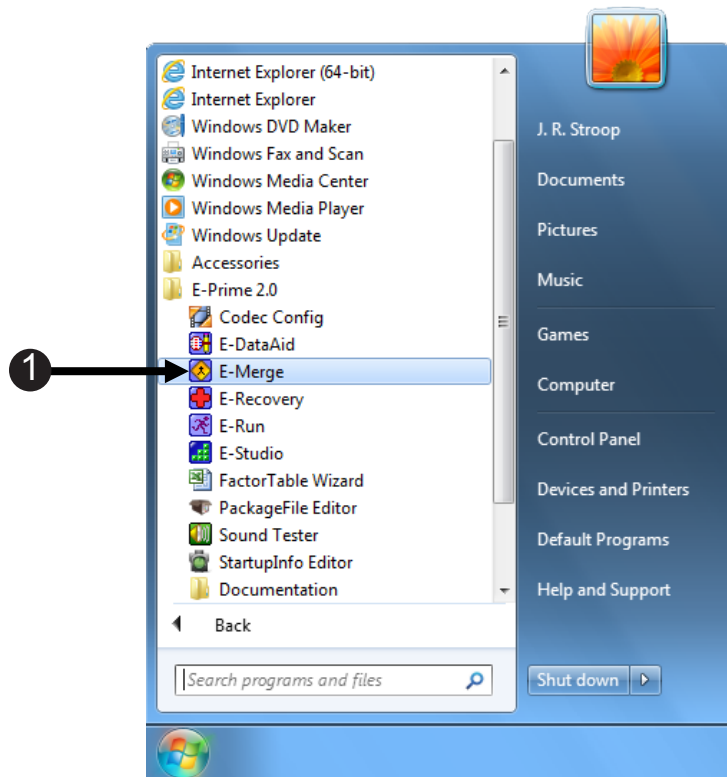 Internet Explorer (64-bit)
Internet Explorer
Windows DVD Maker
Windows Fax and Scan
Windows Media Center
Windows Media Player
Windows Update
Accessories
E-Prime 2.0
Codec Config
E-DataAid
1
E-Merge
E-Recovery
E-Run
E-Studio
FactorTable Wizard
PackageFile Editor
Sound Tester
StartupInfo Editor
Documentation
Back
Search programs and files
J. R. Stroop
Documents
Pictures
Music
Games
Computer
Control Panel
Devices and Printers
Default Programs
Help and Support
Shut down